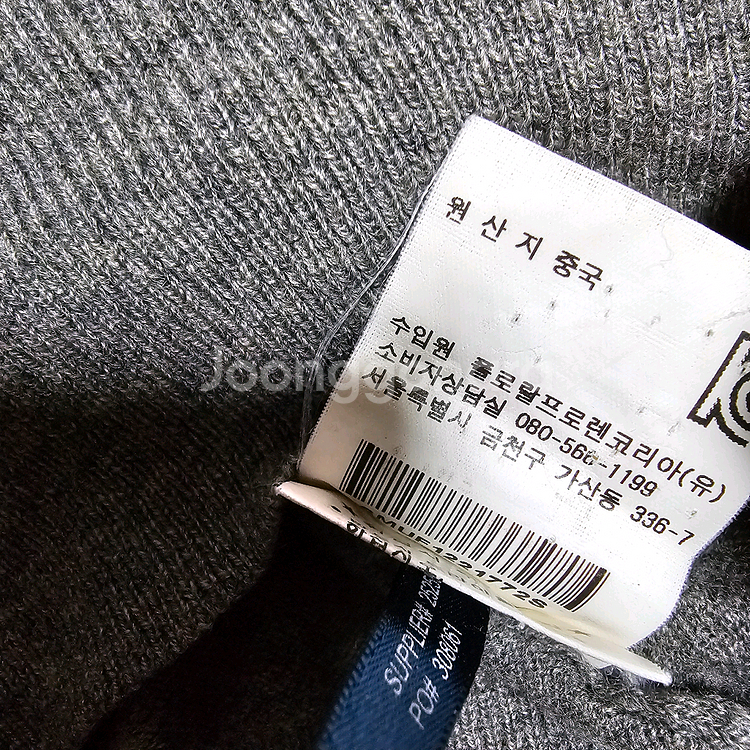 원 산 지 중국
수입원 폴로랄프로렌코리아(유)
소비자상담실 080-566-1199
서울특별시 금천구 가산동 336-7
SUPPLIER#
PO# 308061